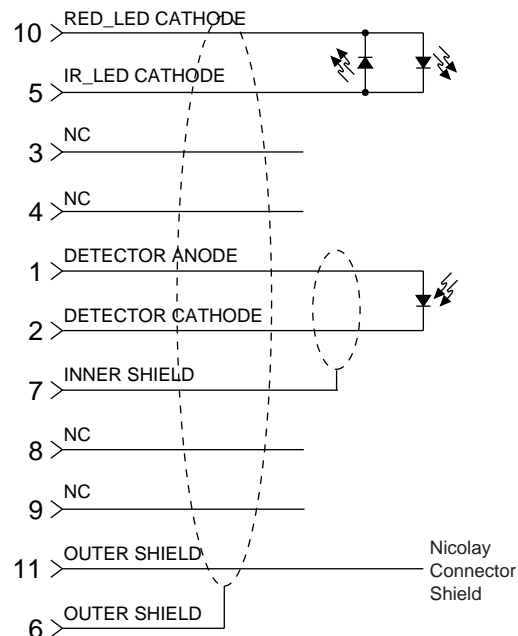 10 RED_LED CATHODE
5 IR_LED CATHODE
3 NC
4 NC
1 DETECTOR ANODE
2 DETECTOR CATHODE
7 INNER SHIELD
8 NC
9 NC
11 OUTER SHIELD
Nicolay
Connector
Shield
6 OUTER SHIELD